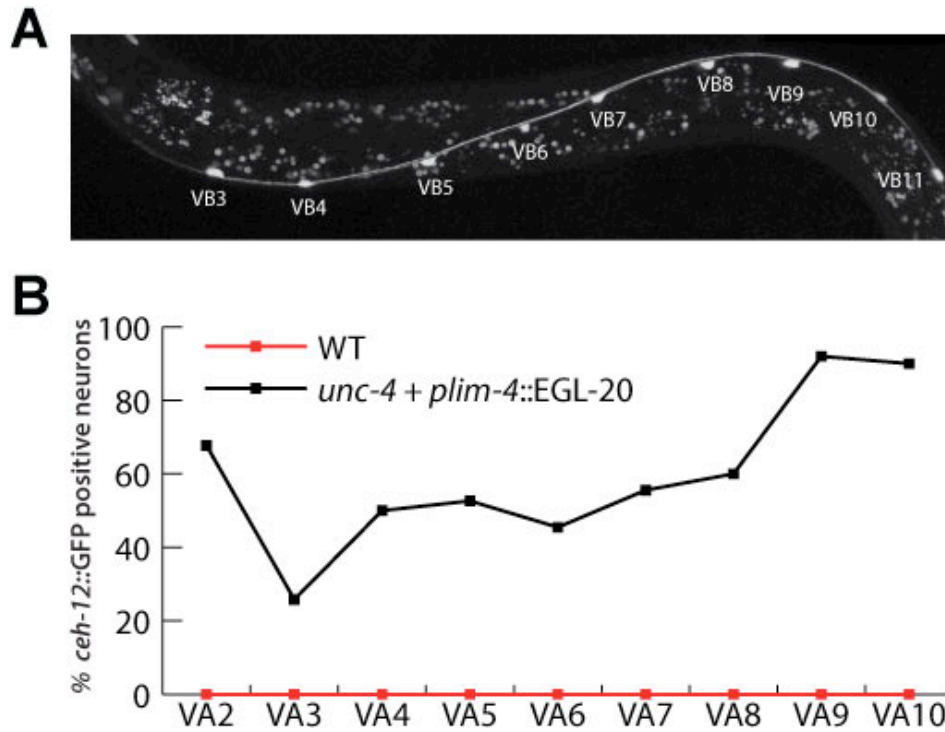 A
VB3
VB4
VB5
VB6
VB7
VB8
VB9
VB10
VB11
B
% ceh-12::GFP positive neurons
100
80
60
40
20
0
WT
unc-4 + plim-4::EGL-20
VA2 VA3 VA4 VA5 VA6 VA7 VA8 VA9 VA10